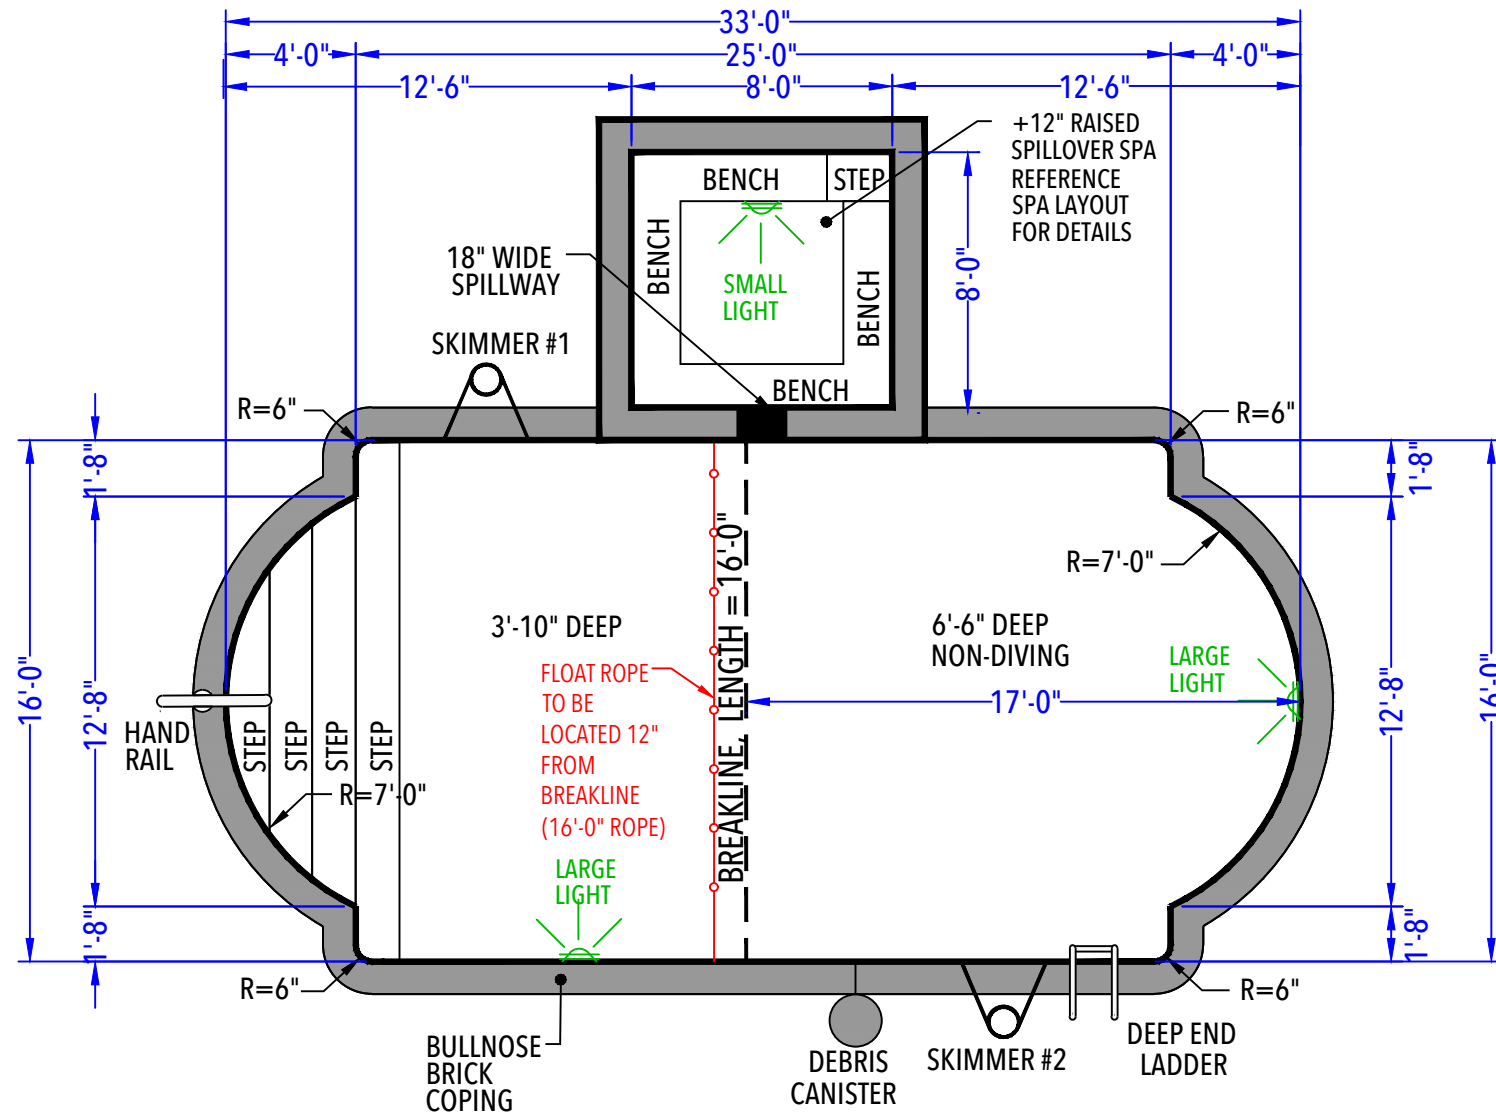 33'-0"
4'-0"
25'-0"
4'-0"
12'-6"
8'-0"
12'-6"
+12" RAISED
SPILLOVER SPA
REFERENCE
SPA LAYOUT
FOR DETAILS
BENCH
STEP
BENCH
BENCH
BENCH
SMALL
LIGHT
8'-0"
18" WIDE
SPILLWAY
SKIMMER #1
R=6"
R=6"
1'-8"
12'-8"
1'-8"
16'-0"
1'-8"
12'-8"
1'-8"
16'-0"
R=7'-0"
3'-10" DEEP
6'-6" DEEP
NON-DIVING
BREAKLINE, LENGTH = 16'-0"
FLOAT ROPE
TO BE
LOCATED 12"
FROM
BREAKLINE
(16'-0" ROPE)
LARGE
LIGHT
17'-0"
HAND
RAIL
STEP
STEP
STEP
STEP
R=7'-0"
LARGE
LIGHT
R=6"
R=6"
BULLNOSE
BRICK
COPING
DEBRIS
CANISTER
SKIMMER #2
DEEP END
LADDER